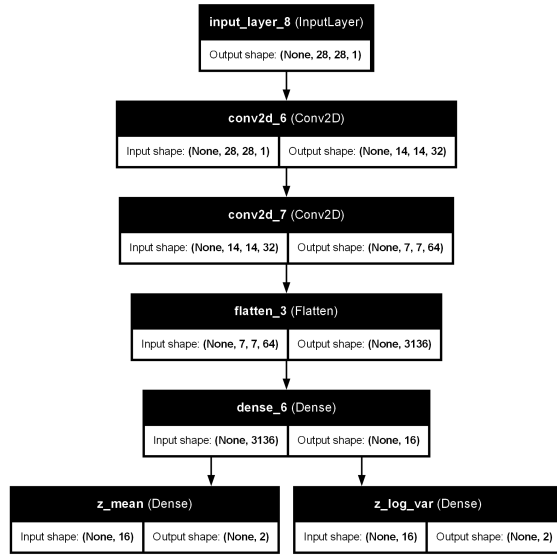 input_layer_8 (InputLayer)
Output shape: (None, 28, 28, 1)
conv2d_6 (Conv2D)
Input shape: (None, 28, 28, 1) Output shape: (None, 14, 14, 32)
conv2d_7 (Conv2D)
Input shape: (None, 14, 14, 32) Output shape: (None, 7, 7, 64)
flatten_3 (Flatten)
Input shape: (None, 7, 7, 64) Output shape: (None, 3136)
dense_6 (Dense)
Input shape: (None, 3136) Output shape: (None, 16)
z_mean (Dense)
Input shape: (None, 16) Output shape: (None, 2)
z_log_var (Dense)
Input shape: (None, 16) Output shape: (None, 2)